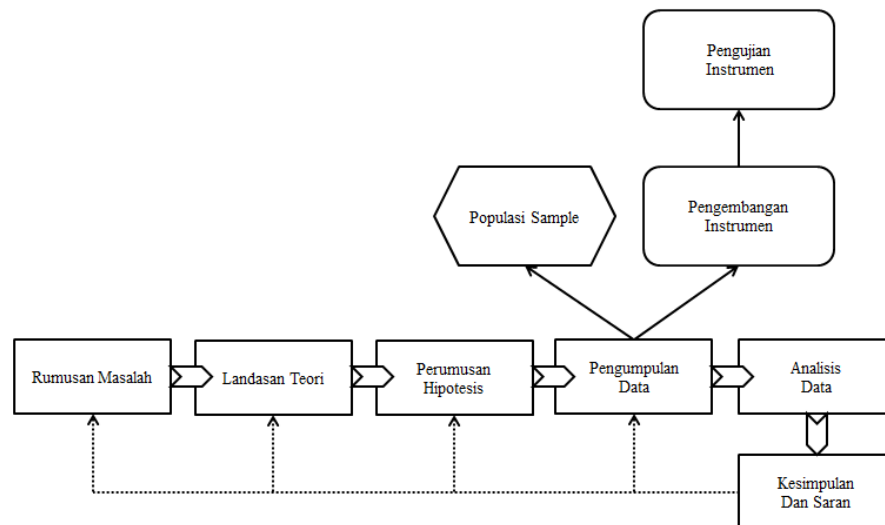 Pengujian
Instrumen
Populasi Sample
Pengembangan
Instrumen
Rumusan Masalah
Landasan Teori
Perumusan
Hipotesis
Pengumpulan
Data
Analisis
Data
Kesimpulan
Dan Saran